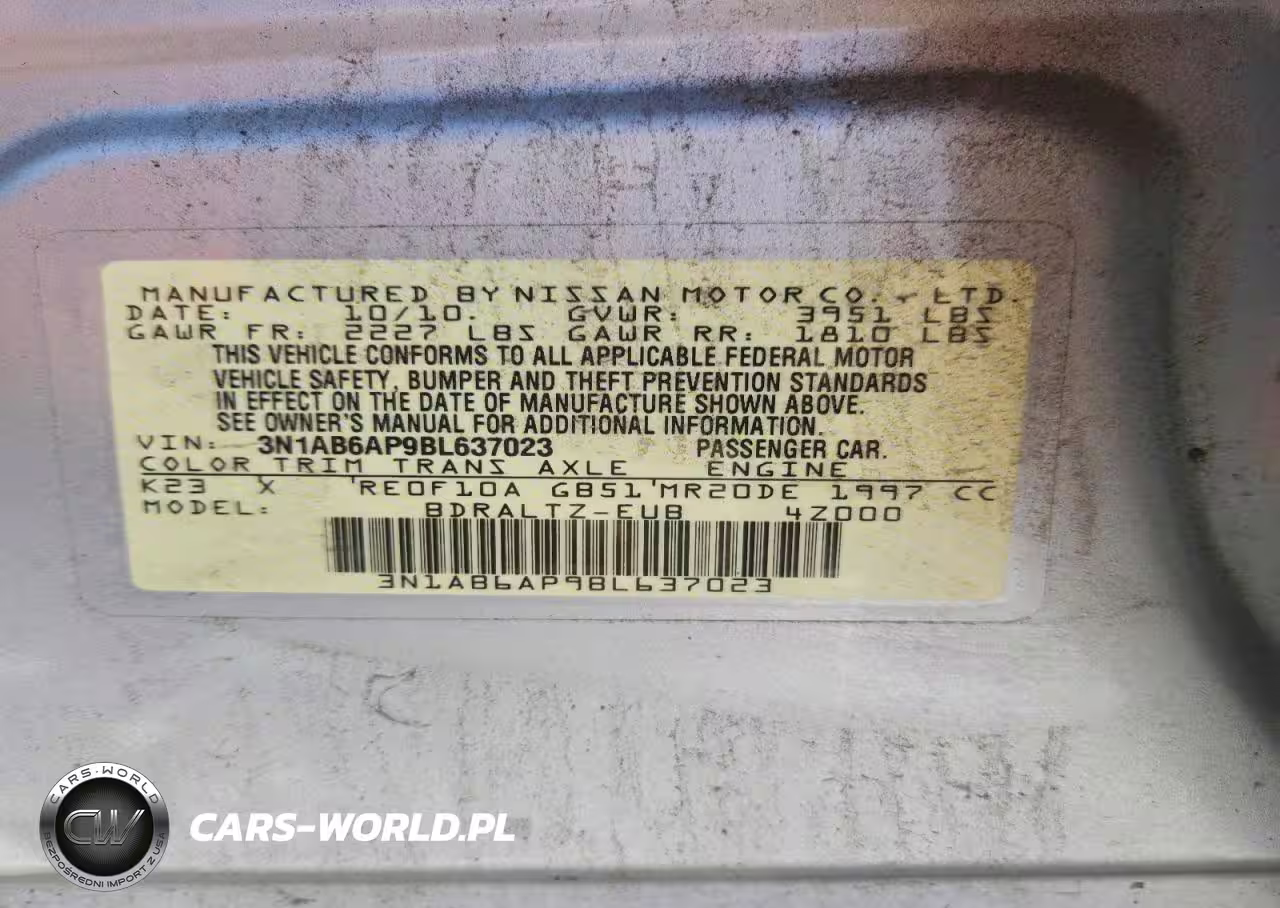 MANUFACTURED BY NISSAN MOTOR CO., LTD.
DATE: 10/10. GVWR: 3951 LBS
GAWR FR: 2227 LBS GAWR RR: 1810 LBS
THIS VEHICLE CONFORMS TO ALL APPLICABLE FEDERAL MOTOR
VEHICLE SAFETY, BUMPER AND THEFT PREVENTION STANDARDS
IN EFFECT ON THE DATE OF MANUFACTURE SHOWN ABOVE.
SEE OWNER'S MANUAL FOR ADDITIONAL INFORMATION.
VIN: 3N1AB6AP9BL637023 PASSENGER CAR.
COLOR TRIM TRANS AXLE ENGINE
K23 X RE0F10A GB51 MR20DE 1997 CC
MODEL: BDRALTZ-EUB 4Z000
3N1AB6AP9BL637023
CARS-WORLD
CW
BEZPOŚREDNI IMPORT Z USA
CARS-WORLD.PL